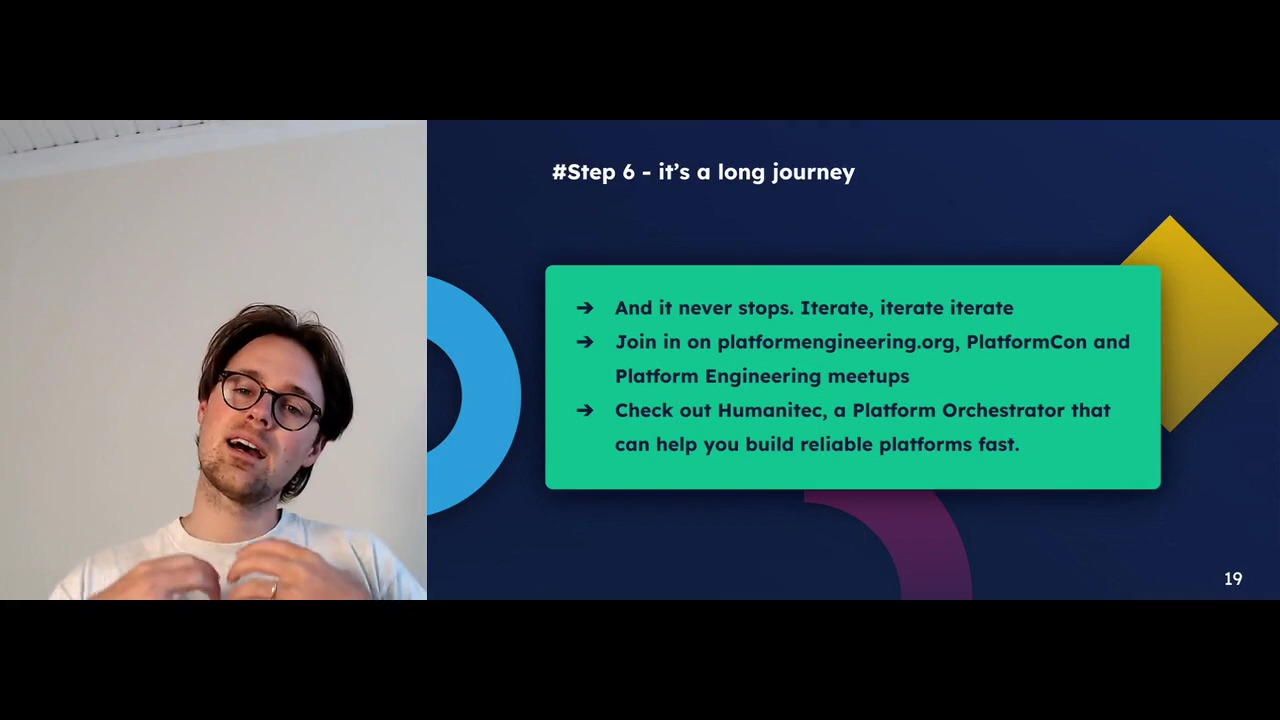 #Step 6 - it’s a long journey
➔ And it never stops. Iterate, iterate iterate
➔ Join in on platformengineering.org, PlatformCon and
Platform Engineering meetups
➔ Check out Humanitec, a Platform Orchestrator that
can help you build reliable platforms fast.
19